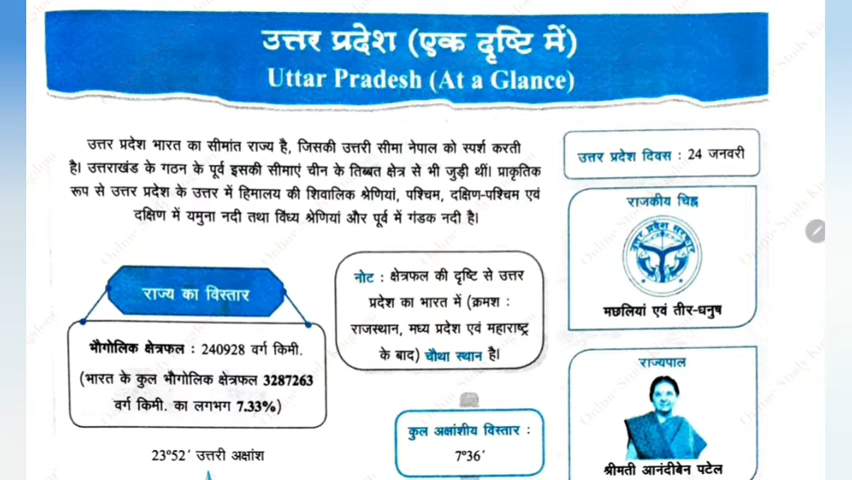 उत्तर प्रदेश (एक दृष्टि में)
Uttar Pradesh (At a Glance)
उत्तर प्रदेश भारत का सीमांत राज्य है, जिसकी उत्तरी सीमा नेपाल को स्पर्श करती
है। उत्तराखंड के गठन के पूर्व इसकी सीमाएं चीन के तिब्बत क्षेत्र से भी जुड़ी थीं। प्राकृतिक
रूप से उत्तर प्रदेश के उत्तर में हिमालय की शिवालिक श्रेणियां, पश्चिम, दक्षिण-पश्चिम एवं
दक्षिण में यमुना नदी तथा विंध्य श्रेणियां और पूर्व में गंडक नदी है।
उत्तर प्रदेश दिवस : 24 जनवरी
राजकीय चिह्न
उत्तर प्रदेश सरकार
मछलियां एवं तीर-धनुष
राज्य का विस्तार
भौगोलिक क्षेत्रफल : 240928 वर्ग किमी.
(भारत के कुल भौगोलिक क्षेत्रफल 3287263
वर्ग किमी. का लगभग 7.33%)
नोट : क्षेत्रफल की दृष्टि से उत्तर
प्रदेश का भारत में (क्रमश :
राजस्थान, मध्य प्रदेश एवं महाराष्ट्र
के बाद) चौथा स्थान है।
राज्यपाल
श्रीमती आनंदीबेन पटेल
कुल अक्षांशीय विस्तार :
7°36'
23°52' उत्तरी अक्षांश